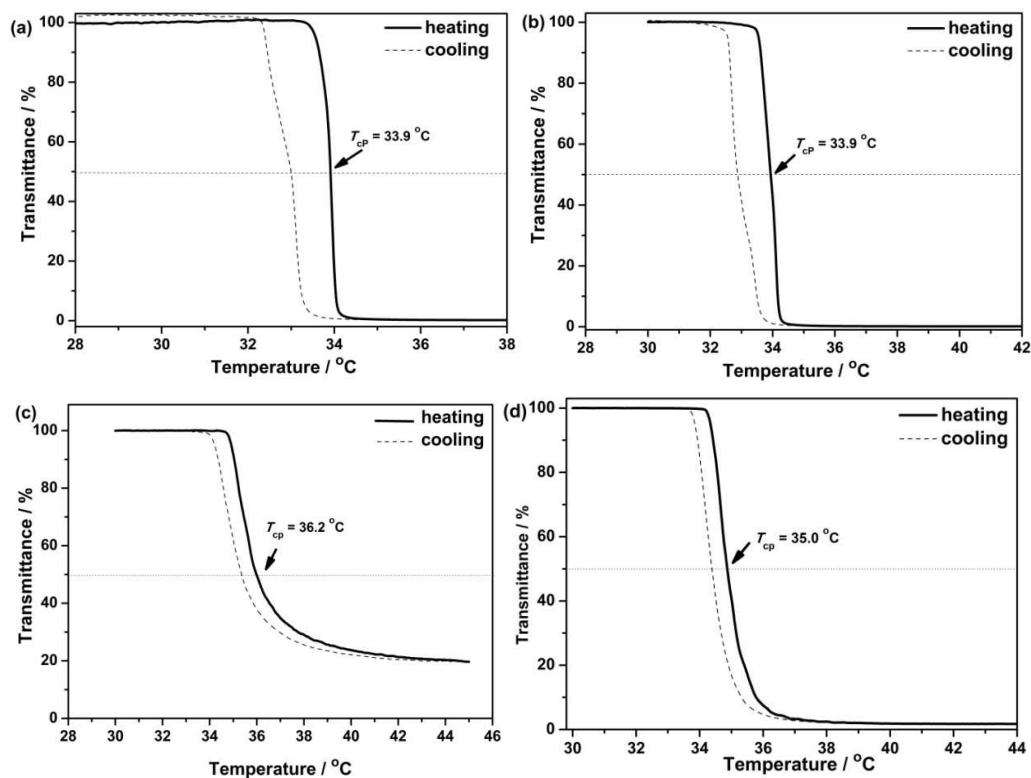 (a)
heating
cooling
100
80
60
40
20
0
Transmittance / %
TcP = 33.9 °C
28 30 32 34 36 38
Temperature / °C
(b)
heating
cooling
100
80
60
40
20
0
Transmittance / %
TcP = 33.9 °C
28 30 32 34 36 38 40 42
Temperature / °C
(c)
heating
cooling
100
80
60
40
20
0
Transmittance / %
Tcp = 36.2 °C
28 30 32 34 36 38 40 42 44 46
Temperature / °C
(d)
heating
cooling
100
80
60
40
20
0
Transmittance / %
Tcp = 35.0 °C
30 32 34 36 38 40 42 44
Temperature / °C